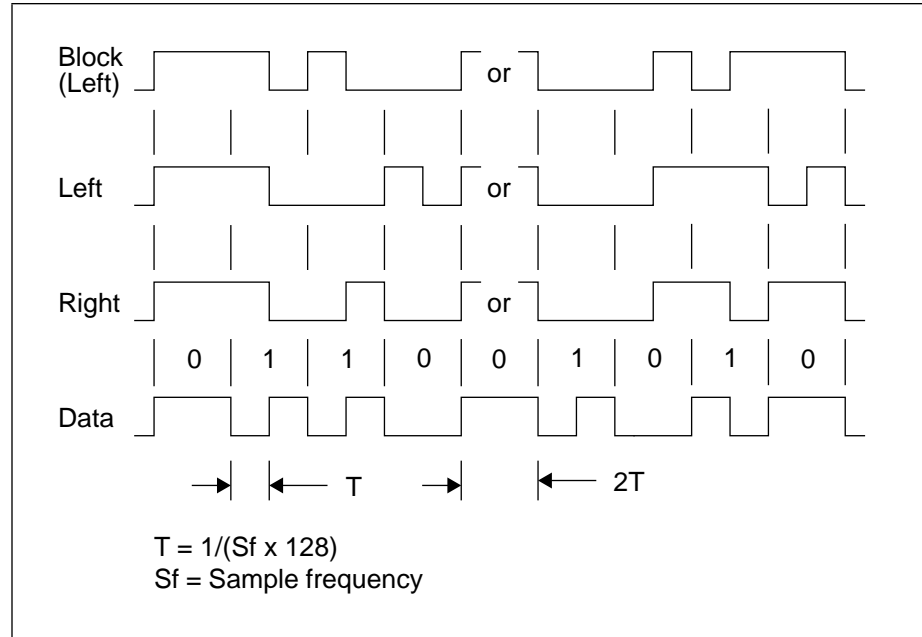 Block
(Left)
or
Left
or
Right
or
0 1 1 0 0 1 0 1 0
Data
T
2T
T = 1/(Sf x 128)
Sf = Sample frequency